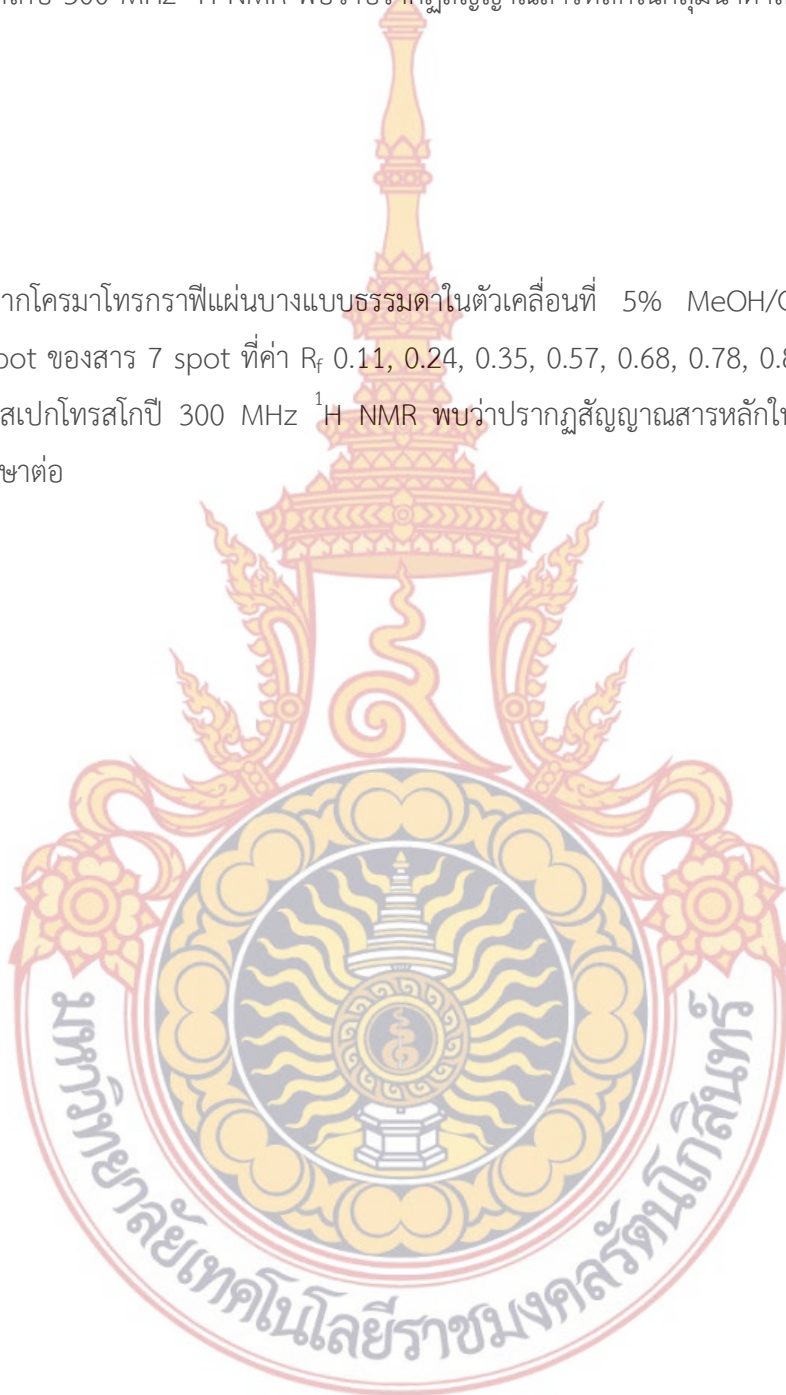 300 MHz ¹H NMR พบว่าปรากฏสัญญาณสารหลักในกลุ่มน้ำตาล
ากโครมาโทรกราฟีแผ่นบางแบบธรรมดาในตัวเคลื่อนที่ 5% MeOH/
pot ของสาร 7 spot ที่ค่า R_f 0.11, 0.24, 0.35, 0.57, 0.68, 0.78, 0.8
สเปกโทรสโกปี 300 MHz ¹H NMR พบว่าปรากฏสัญญาณสารหลักใน
ษาต่อ
มหาวิทยาลัยเทคโนโลยีราชมงคลรัตนโกสินทร์